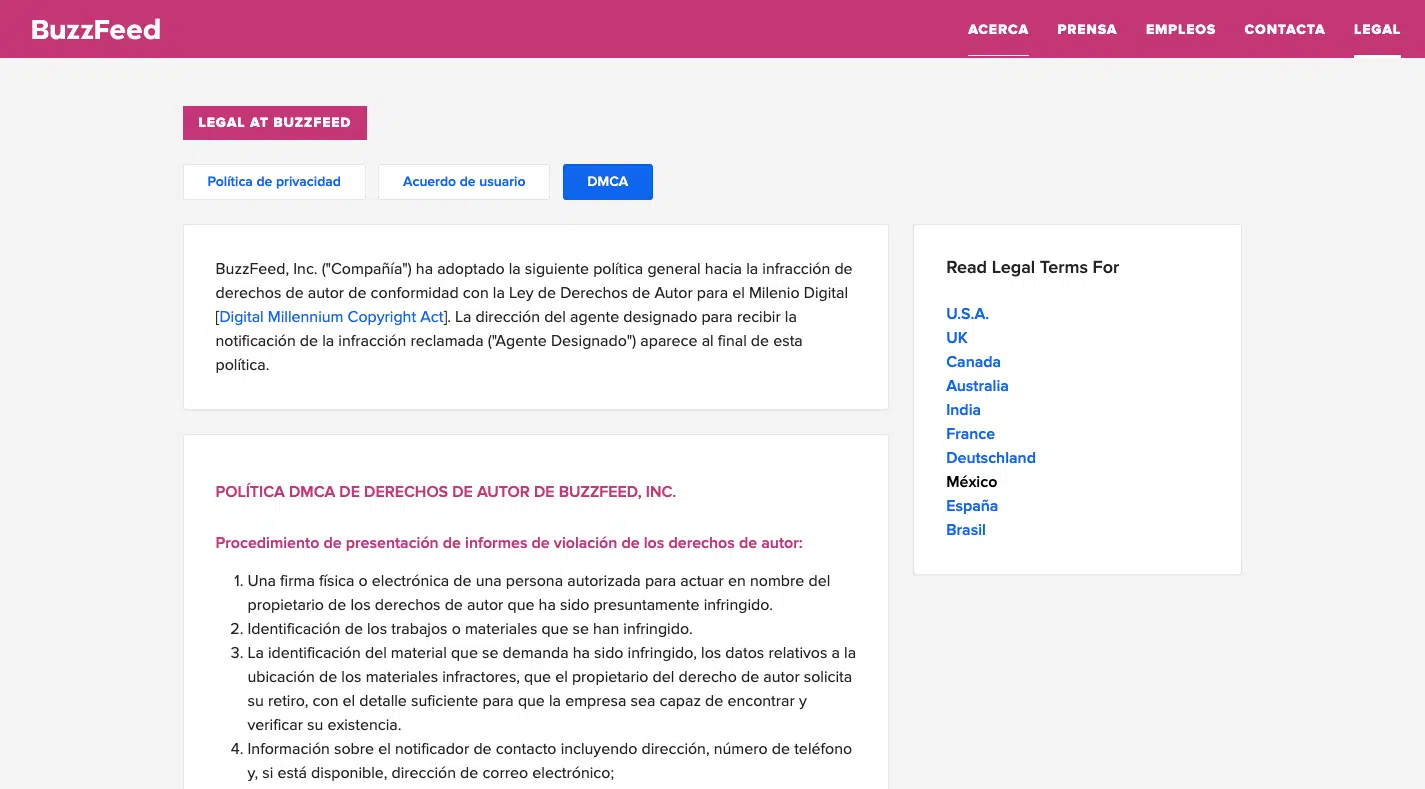 BuzzFeed
ACERCA PRENSA EMPLEOS CONTACTA LEGAL
LEGAL AT BUZZFEED
Política de privacidad Acuerdo de usuario DMCA
BuzzFeed, Inc. ("Compañía") ha adoptado la siguiente política general hacia la infracción de
derechos de autor de conformidad con la Ley de Derechos de Autor para el Milenio Digital
[Digital Millennium Copyright Act]. La dirección del agente designado para recibir la
notificación de la infracción reclamada ("Agente Designado") aparece al final de esta
política.
POLÍTICA DMCA DE DERECHOS DE AUTOR DE BUZZFEED, INC.
Procedimiento de presentación de informes de violación de los derechos de autor:
1. Una firma física o electrónica de una persona autorizada para actuar en nombre del
propietario de los derechos de autor que ha sido presuntamente infringido.
2. Identificación de los trabajos o materiales que se han infringido.
3. La identificación del material que se demanda ha sido infringido, los datos relativos a la
ubicación de los materiales infractores, que el propietario del derecho de autor solicita
su retiro, con el detalle suficiente para que la empresa sea capaz de encontrar y
verificar su existencia.
4. Información sobre el notificador de contacto incluyendo dirección, número de teléfono
y, si está disponible, dirección de correo electrónico;
Read Legal Terms For
U.S.A.
UK
Canada
Australia
India
France
Deutschland
México
España
Brasil